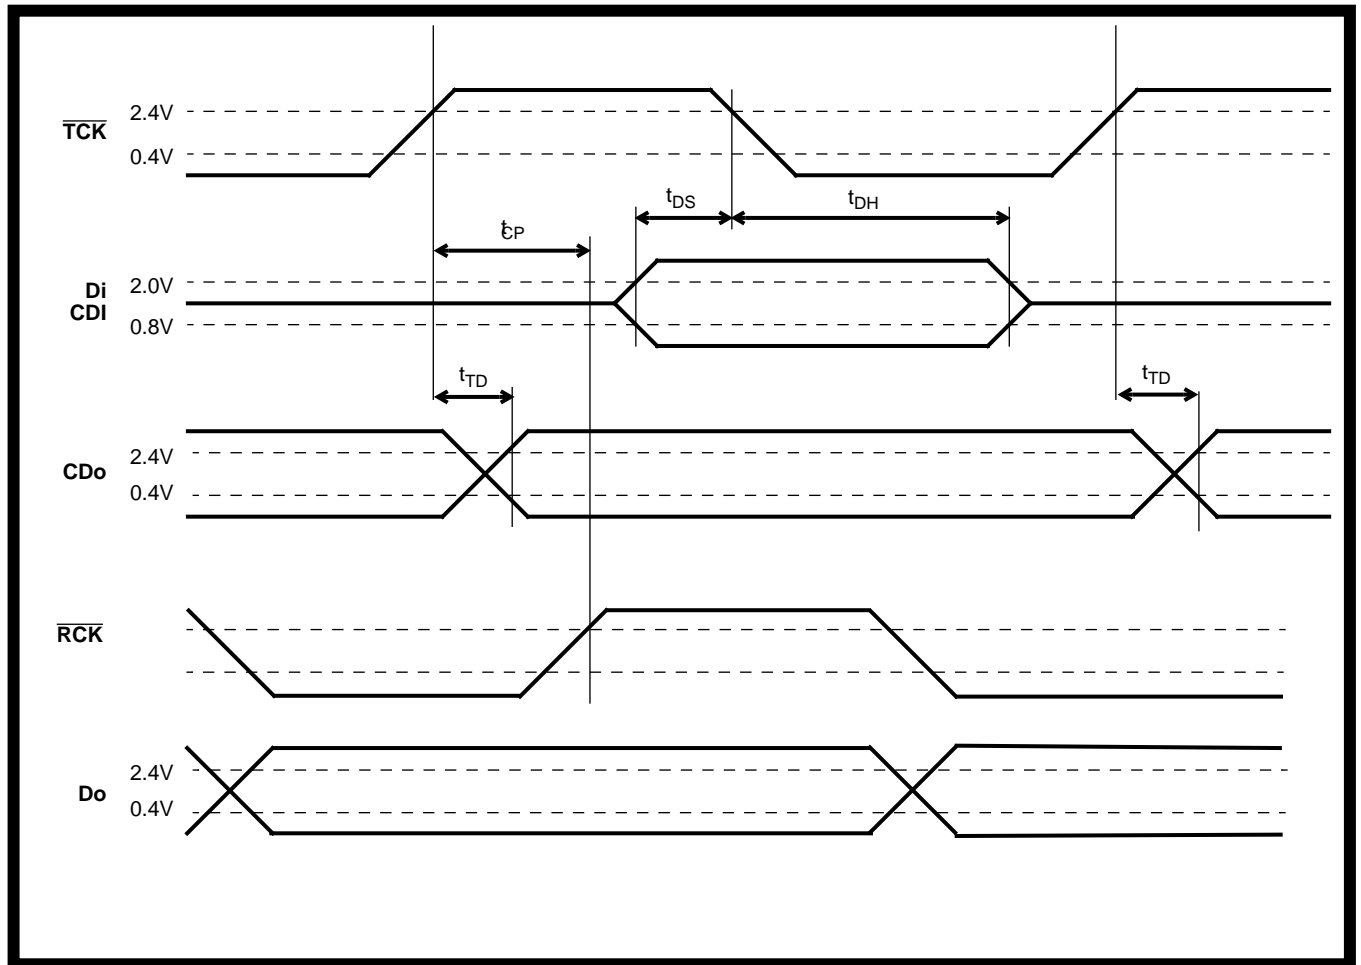 TCK
2.4V
0.4V
tDS
tDH
tCP
Di
CDI
2.0V
0.8V
tTD
tTD
CDo
2.4V
0.4V
RCK
Do
2.4V
0.4V